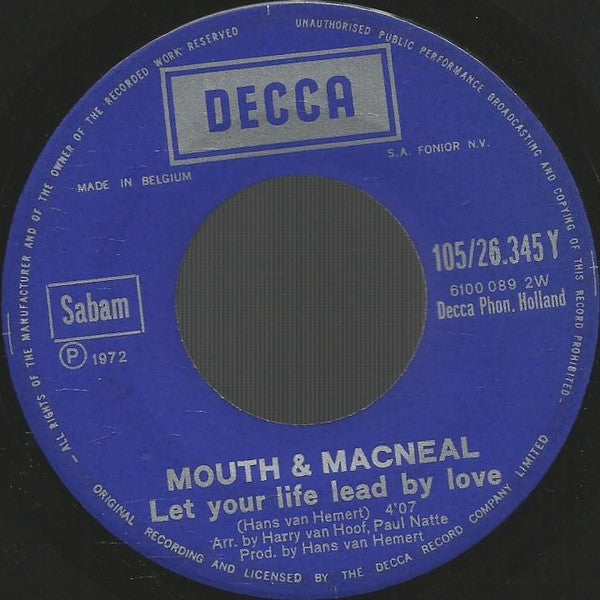 ALL RIGHTS OF THE MANUFACTURER AND OF THE OWNER OF THE RECORDED WORK RESERVED
UNAUTHORISED PUBLIC PERFORMANCE BROADCASTING AND COPYING OF THIS RECORD PROHIBITED
DECCA
S.A. FONIOR N.V.
MADE IN BELGIUM
105/26.345 Y
6100 089 2W
Decca Phon. Holland
Sabam
Ⓟ 1972
MOUTH & MACNEAL
Let your life lead by love
(Hans van Hemert) 4'07
Arr. by Harry van Hoof, Paul Natte
Prod. by Hans van Hemert
ORIGINAL RECORDING AND LICENSED BY THE DECCA RECORD COMPANY LIMITED